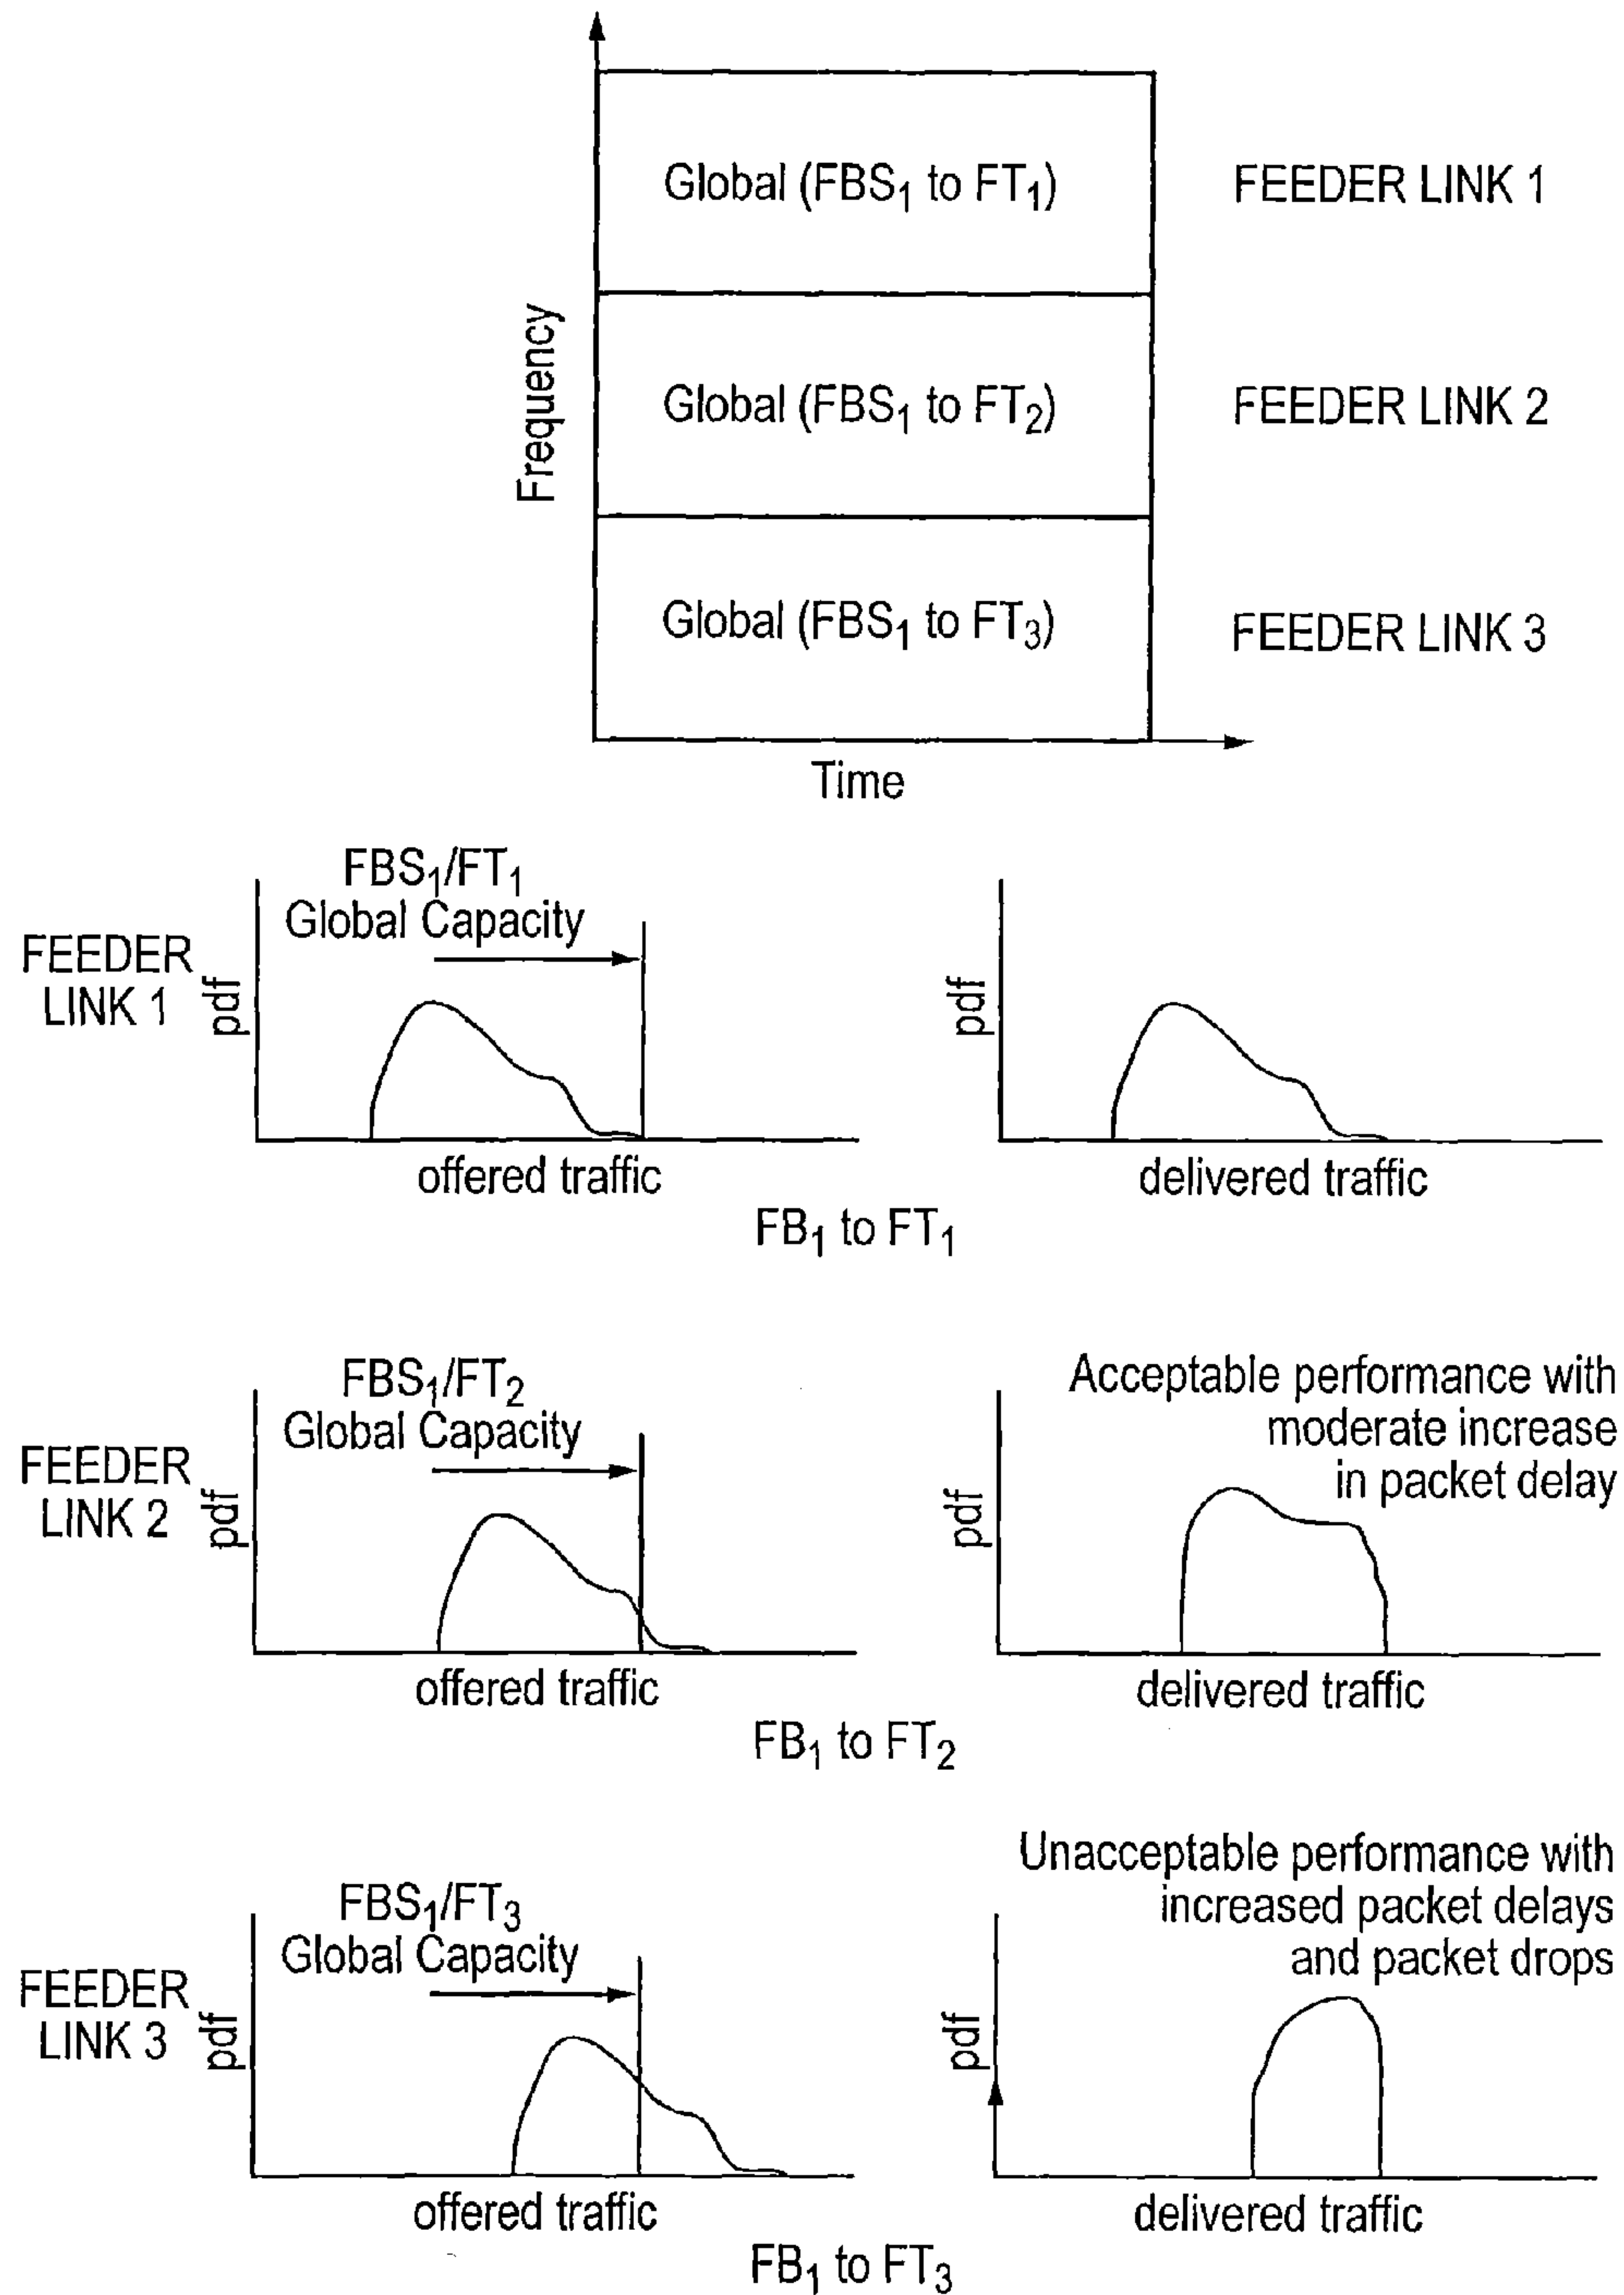 Global (FBS₁ to FT₁)
FEEDER LINK 1
Global (FBS₁ to FT₂)
FEEDER LINK 2
Global (FBS₁ to FT₃)
FEEDER LINK 3
Frequency
Time
FBS₁/FT₁
Global Capacity
FEEDER
LINK 1
pdf
offered traffic
pdf
delivered traffic
FB₁ to FT₁
FBS₁/FT₂
Global Capacity
FEEDER
LINK 2
pdf
offered traffic
Acceptable performance with
moderate increase
in packet delay
pdf
delivered traffic
FB₁ to FT₂
FBS₁/FT₃
Global Capacity
FEEDER
LINK 3
pdf
offered traffic
Unacceptable performance with
increased packet delays
and packet drops
pdf
delivered traffic
FB₁ to FT₃